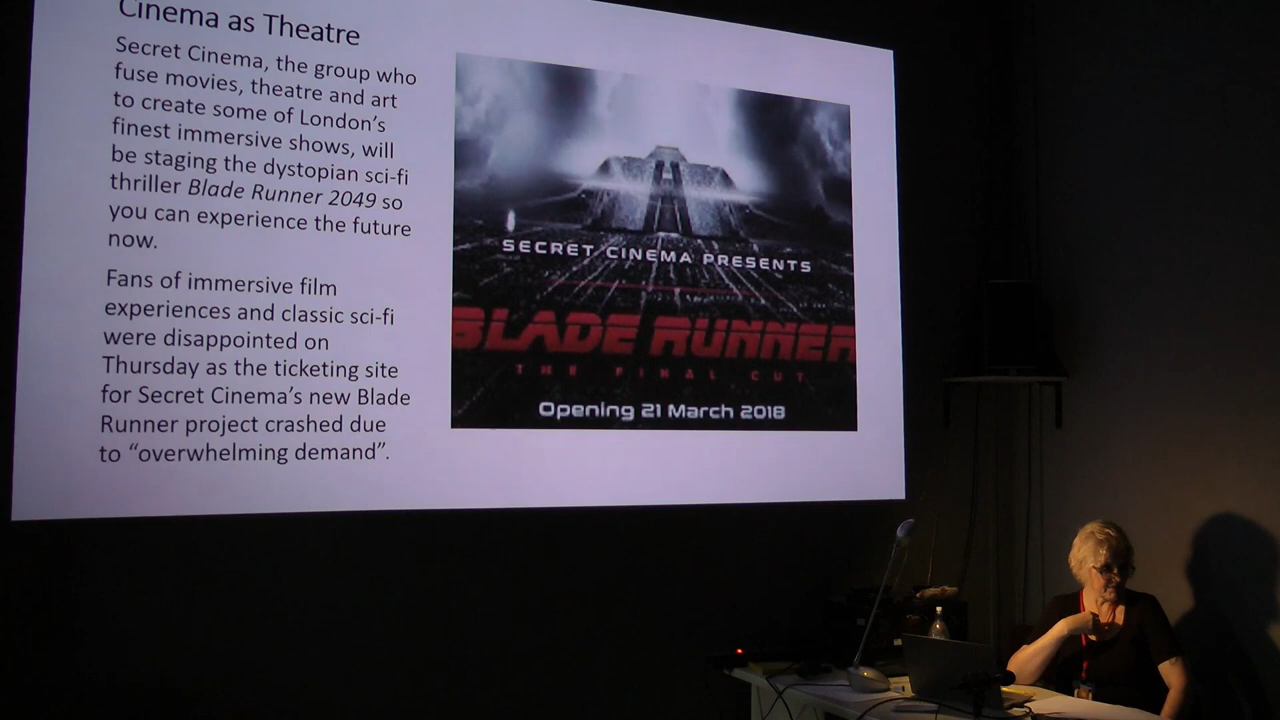 Cinema as Theatre
Secret Cinema, the group who
fuse movies, theatre and art
to create some of London's
finest immersive shows, will
be staging the dystopian sci-fi
thriller Blade Runner 2049 so
you can experience the future
now.
Fans of immersive film
experiences and classic sci-fi
were disappointed on
Thursday as the ticketing site
for Secret Cinema's new Blade
Runner project crashed due
to “overwhelming demand”.
SECRET CINEMA PRESENTS
BLADE RUNNER
THE FINAL CUT
Opening 21 March 2018